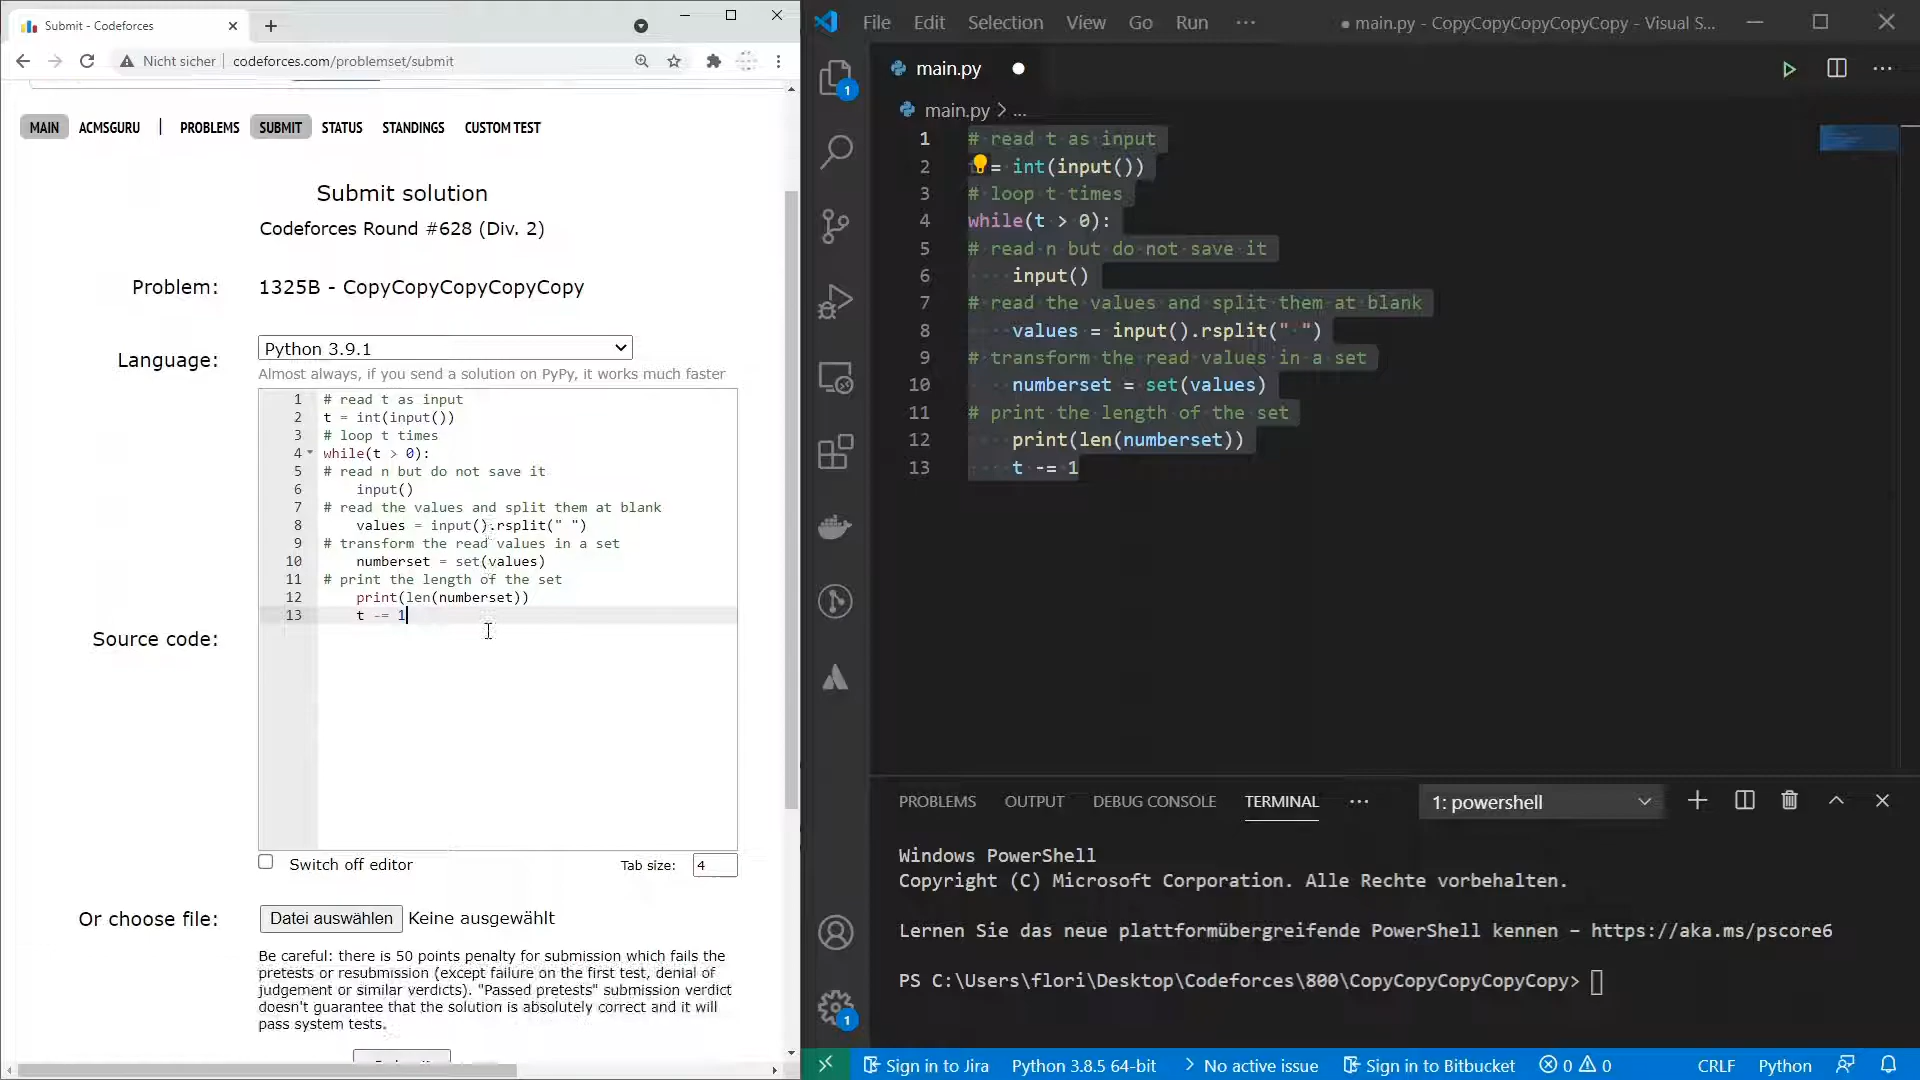 Submit - Codeforces
Nicht sicher
codeforces.com/problemset/submit
MAIN
ACMSGURU
|
PROBLEMS
SUBMIT
STATUS
STANDINGS
CUSTOM TEST
Submit solution
Codeforces Round #628 (Div. 2)
Problem:
1325B - CopyCopyCopyCopyCopy
Language:
Python 3.9.1
Almost always, if you send a solution on PyPy, it works much faster
Source code:
1 # read t as input
2 t = int(input())
3 # loop t times
4 while(t > 0):
5 # read n but do not save it
6     input()
7 # read the values and split them at blank
8     values = input().rsplit(" ")
9 # transform the read values in a set
10     numberset = set(values)
11 # print the length of the set
12     print(len(numberset))
13     t -= 1
Switch off editor
Tab size:
4
Or choose file:
Datei auswählen
Keine ausgewählt
Be careful: there is 50 points penalty for submission which fails the
pretests or resubmission (except failure on the first test, denial of
judgement or similar verdicts). "Passed pretests" submission verdict
doesn't guarantee that the solution is absolutely correct and it will
pass system tests.
File
Edit
Selection
View
Go
Run
main.py - CopyCopyCopyCopyCopy - Visual S...
1
main.py
main.py > ...
1 # read t as input
2 = int(input())
3 # loop t times
4 while(t > 0):
5 # read n but do not save it
6     input()
7 # read the values and split them at blank
8     values = input().rsplit(" ")
9 # transform the read values in a set
10     numberset = set(values)
11 # print the length of the set
12     print(len(numberset))
13     t -= 1
PROBLEMS
OUTPUT
DEBUG CONSOLE
TERMINAL
1: powershell
Windows PowerShell
Copyright (C) Microsoft Corporation. Alle Rechte vorbehalten.
Lernen Sie das neue plattformübergreifende PowerShell kennen – https://aka.ms/pscore6
PS C:\Users\flori\Desktop\Codeforces\800\CopyCopyCopyCopyCopy>
1
Sign in to Jira
Python 3.8.5 64-bit
No active issue
Sign in to Bitbucket
0
0
CRLF
Python